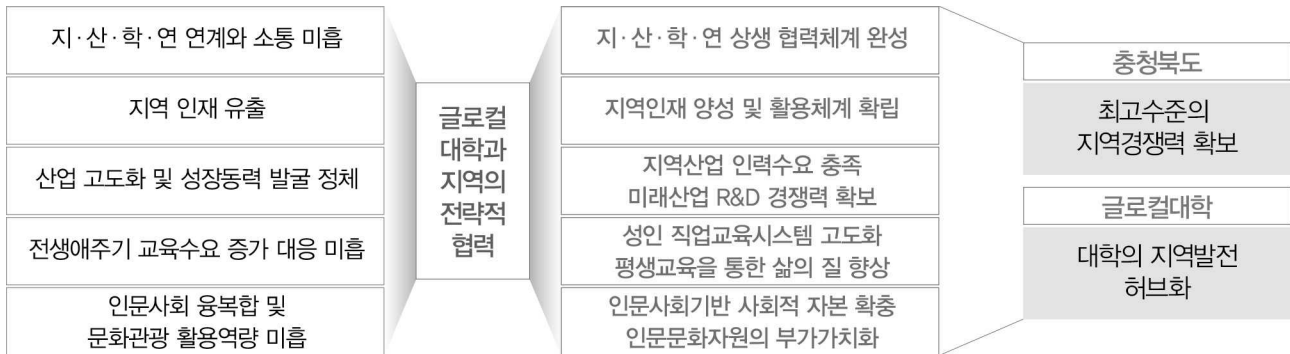 지·산·학·연 연계와 소통 미흡
지역 인재 유출
산업 고도화 및 성장동력 발굴 정체
전생애주기 교육수요 증가 대응 미흡
인문사회 융복합 및
문화관광 활용역량 미흡
글로컬
대학과
지역의
전략적
협력
지·산·학·연 상생 협력체계 완성
지역인재 양성 및 활용체계 확립
지역산업 인력수요 충족
미래산업 R&D 경쟁력 확보
성인 직업교육시스템 고도화
평생교육을 통한 삶의 질 향상
인문사회기반 사회적 자본 확충
인문문화자원의 부가가치화
충청북도
최고수준의
지역경쟁력 확보
글로컬대학
대학의 지역발전
허브화